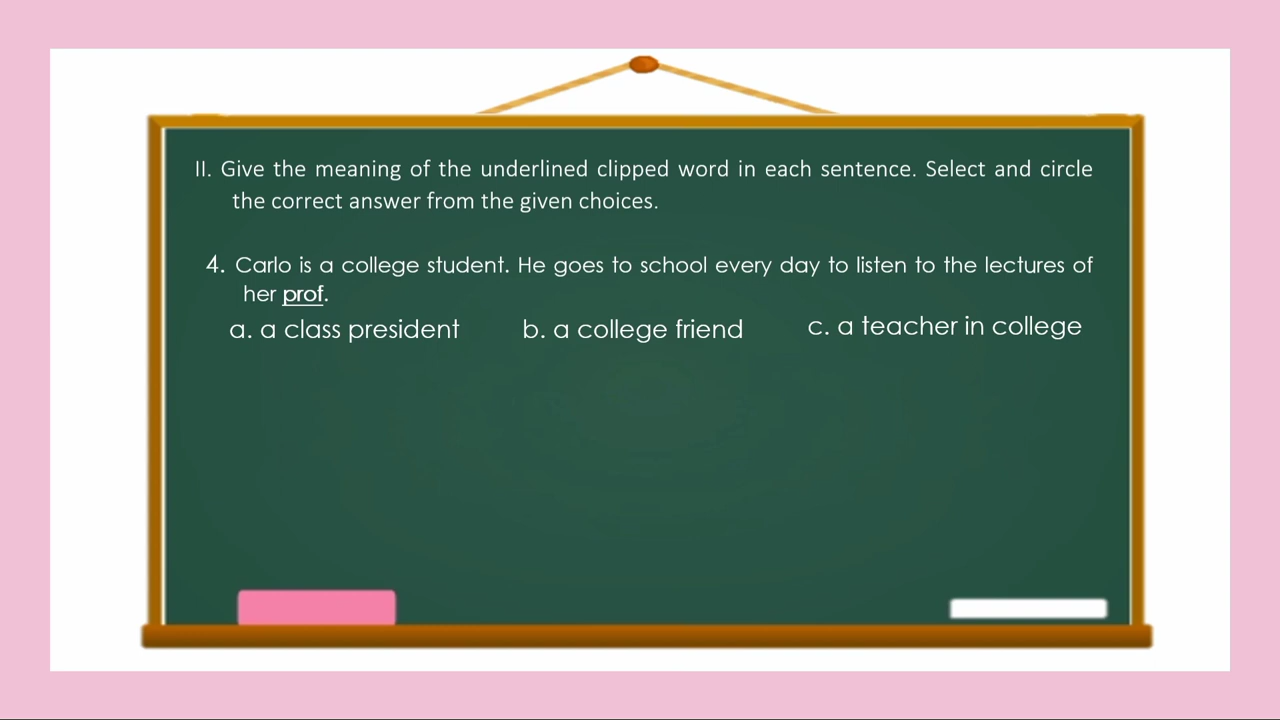 II. Give the meaning of the underlined clipped word in each sentence. Select and circle
the correct answer from the given choices.
4. Carlo is a college student. He goes to school every day to listen to the lectures of
her prof.
a. a class president b. a college friend c. a teacher in college